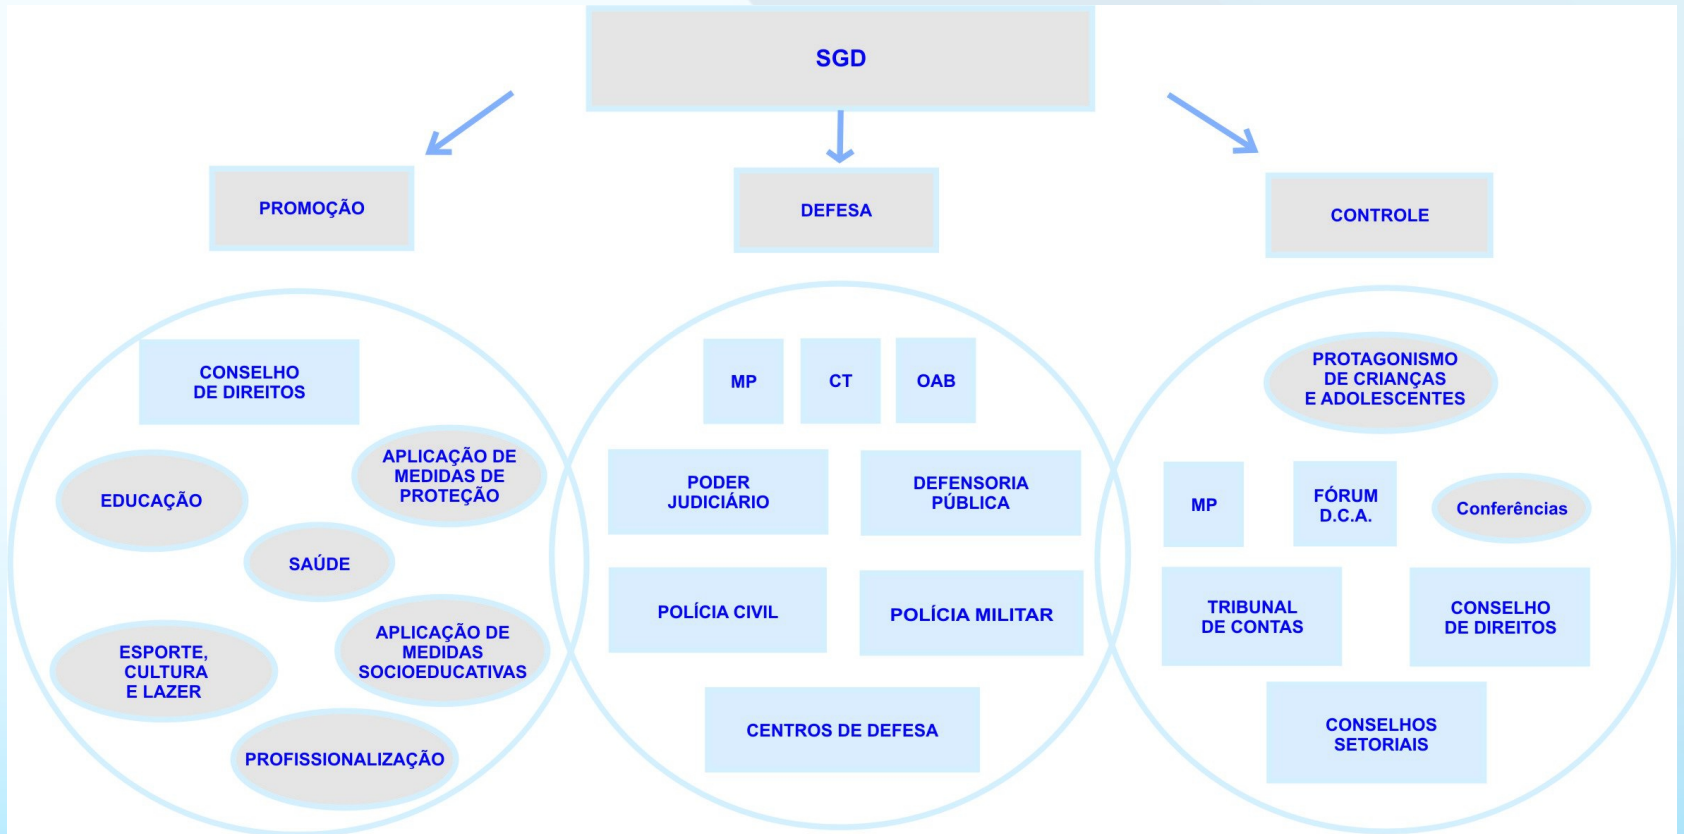 SGD
PROMOÇÃO
DEFESA
CONTROLE
CONSELHO
DE DIREITOS
APLICAÇÃO DE
MEDIDAS DE
PROTEÇÃO
EDUCAÇÃO
SAÚDE
APLICAÇÃO DE
MEDIDAS
SOCIOEDUCATIVAS
ESPORTE,
CULTURA
E LAZER
PROFISSIONALIZAÇÃO
MP
CT
OAB
PODER
JUDICIÁRIO
DEFENSORIA
PÚBLICA
POLÍCIA CIVIL
POLÍCIA MILITAR
CENTROS DE DEFESA
PROTAGONISMO
DE CRIANÇAS
E ADOLESCENTES
MP
FÓRUM
D.C.A.
Conferências
TRIBUNAL
DE CONTAS
CONSELHO
DE DIREITOS
CONSELHOS
SETORIAIS